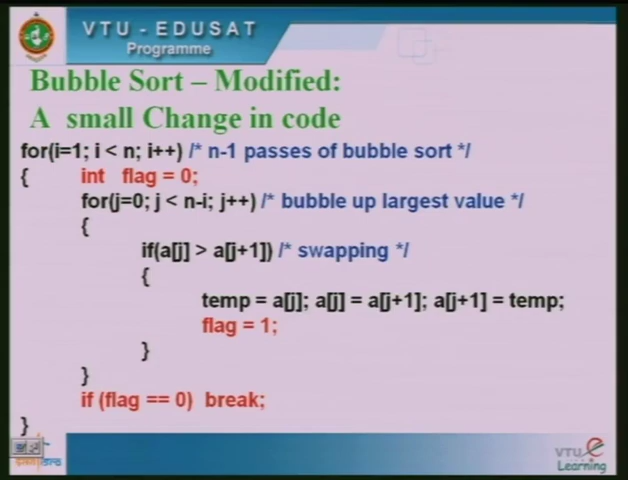 VTU - EDUSAT
Programme
Bubble Sort – Modified:
A small Change in code
for(i=1; i < n; i++) /* n-1 passes of bubble sort */
{ int flag = 0;
for(j=0; j < n-i; j++) /* bubble up largest value */
{
if(a[j] > a[j+1]) /* swapping */
{
temp = a[j]; a[j] = a[j+1]; a[j+1] = temp;
flag = 1;
}
}
if (flag == 0) break;
}
VTU e
Learning